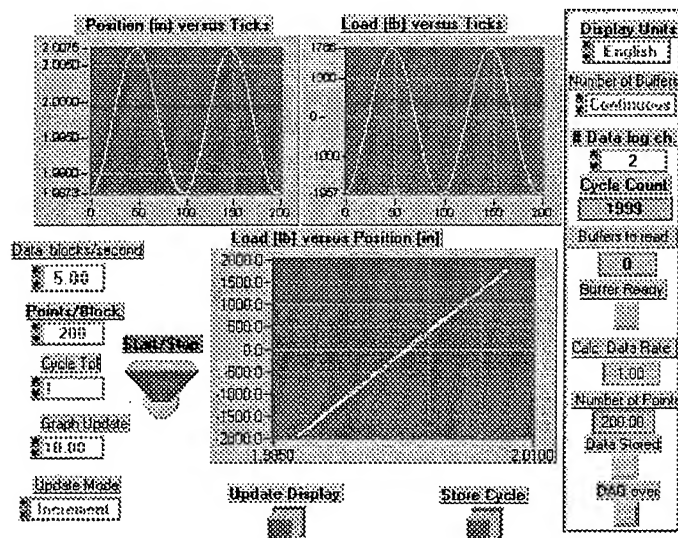 Position (in) versus Ticks
2.0075
2.0050
2.0000
1.9950
1.9900
1.9873
0 50 100 150 200
Load (lb) versus Ticks
1000
0
1000
1957
0 50 100 150 200
Display Units
English
Number of Buffers
Continuous
# Data log ch.
2
Cycle Count
1999
Buffers to read
0
Buffer Ready
Calc. Data Rate
1.00
Number of Points
200.00
Data Stored
DAQ over
Data blocks/second
5.00
Points/Block
200
Cycle Tol
1
Graph Update
10.00
Update Mode
Increment
Start/Stop
Load (lb) versus Position (in)
2000.0
1500.0
1000.0
500.0
0.0
500.0
1000.0
1500.0
2000.0
1.9850 2.0100
Update Display
Store Cycle